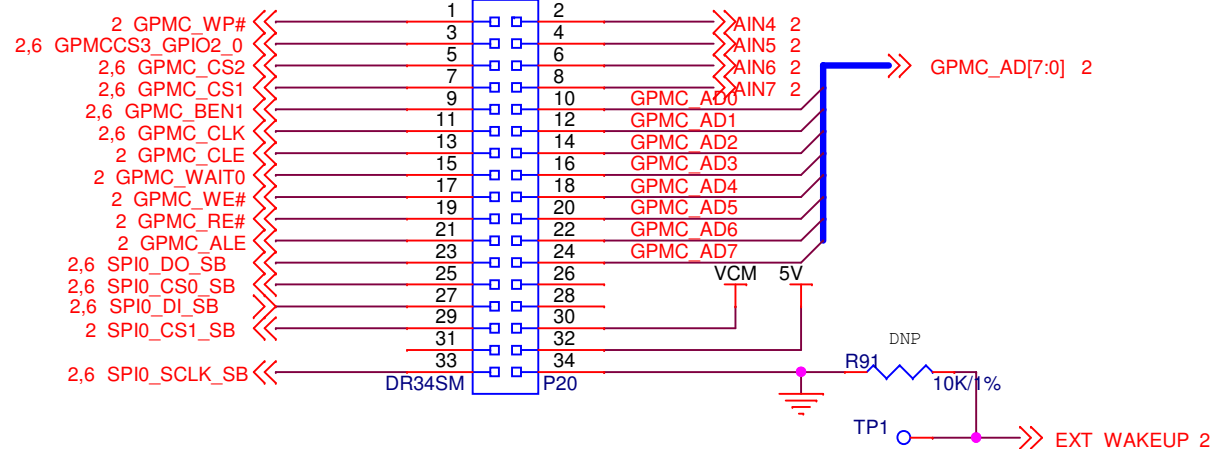 1 2
2 GPMC_WP# AIN4 2
3 4
2,6 GPMCCS3_GPIO2_0 AIN5 2
5 6
2,6 GPMC_CS2 AIN6 2 GPMC_AD[7:0] 2
7 8
2,6 GPMC_CS1 AIN7 2
9 10 GPMC_AD0
2,6 GPMC_BEN1
11 12 GPMC_AD1
2,6 GPMC_CLK
13 14 GPMC_AD2
2 GPMC_CLE
15 16 GPMC_AD3
2 GPMC_WAIT0
17 18 GPMC_AD4
2 GPMC_WE#
19 20 GPMC_AD5
2 GPMC_RE#
21 22 GPMC_AD6
2 GPMC_ALE
23 24 GPMC_AD7
2,6 SPI0_DO_SB
25 26 VCM 5V
2,6 SPI0_CS0_SB
27 28
2,6 SPI0_DI_SB
29 30
2 SPI0_CS1_SB
31 32 DNP
33 34 R91
2,6 SPI0_SCLK_SB DR34SM P20 10K/1%
TP1
EXT WAKEUP 2